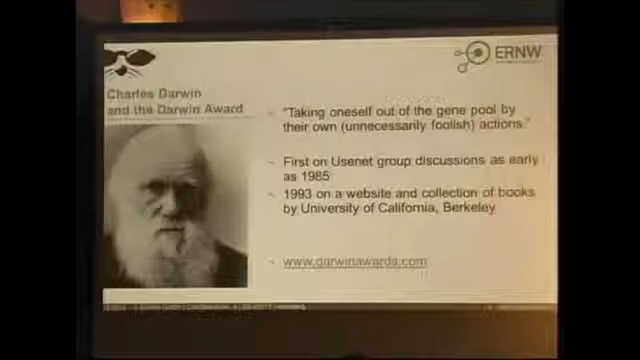 ERNW
Charles Darwin
and the Darwin Award
"Taking oneself out of the gene pool by
their own (unnecessarily foolish) actions."
First on Usenet group discussions as early
as 1985
1993 on a website and collection of books
by University of California, Berkeley
www.darwinawards.com